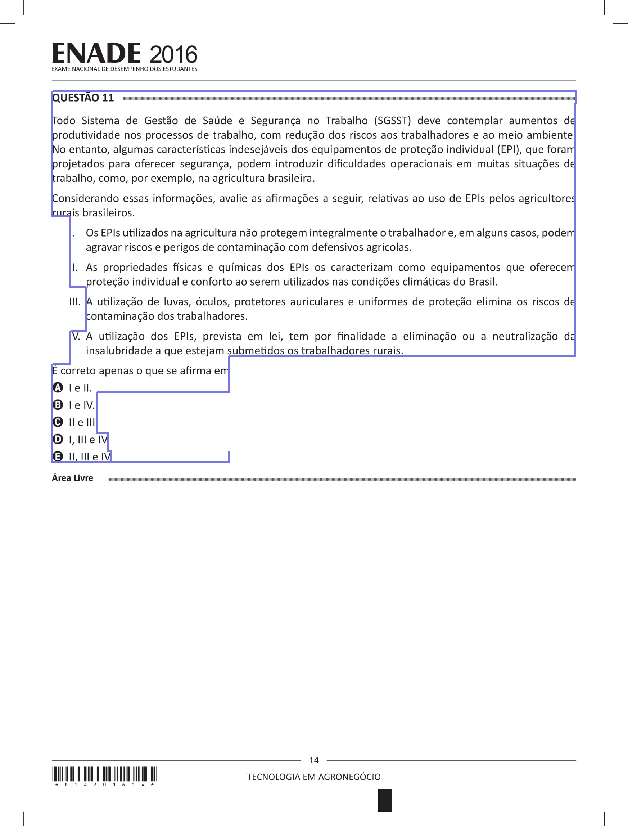 ENADE 2016
EXAME NACIONAL DE DESEMPENHO DOS ESTUDANTES
QUESTÃO 11
Todo Sistema de Gestão de Saúde e Segurança no Trabalho (SGSST) deve contemplar aumentos de
produtividade nos processos de trabalho, com redução dos riscos aos trabalhadores e ao meio ambiente.
No entanto, algumas características indesejáveis dos equipamentos de proteção individual (EPI), que foram
projetados para oferecer segurança, podem introduzir dificuldades operacionais em muitas situações de
trabalho, como, por exemplo, na agricultura brasileira.
Considerando essas informações, avalie as afirmações a seguir, relativas ao uso de EPIs pelos agricultores
rurais brasileiros.
I. Os EPIs utilizados na agricultura não protegem integralmente o trabalhador e, em alguns casos, podem
agravar riscos e perigos de contaminação com defensivos agrícolas.
II. As propriedades físicas e químicas dos EPIs os caracterizam como equipamentos que oferecem
proteção individual e conforto ao serem utilizados nas condições climáticas do Brasil.
III. A utilização de luvas, óculos, protetores auriculares e uniformes de proteção elimina os riscos de
contaminação dos trabalhadores.
IV. A utilização dos EPIs, prevista em lei, tem por finalidade a eliminação ou a neutralização da
insalubridade a que estejam submetidos os trabalhadores rurais.
É correto apenas o que se afirma em
A I e II.
B I e IV.
C II e III.
D I, III e IV.
E II, III e IV.
Área Livre
14
TECNOLOGIA EM AGRONEGÓCIO